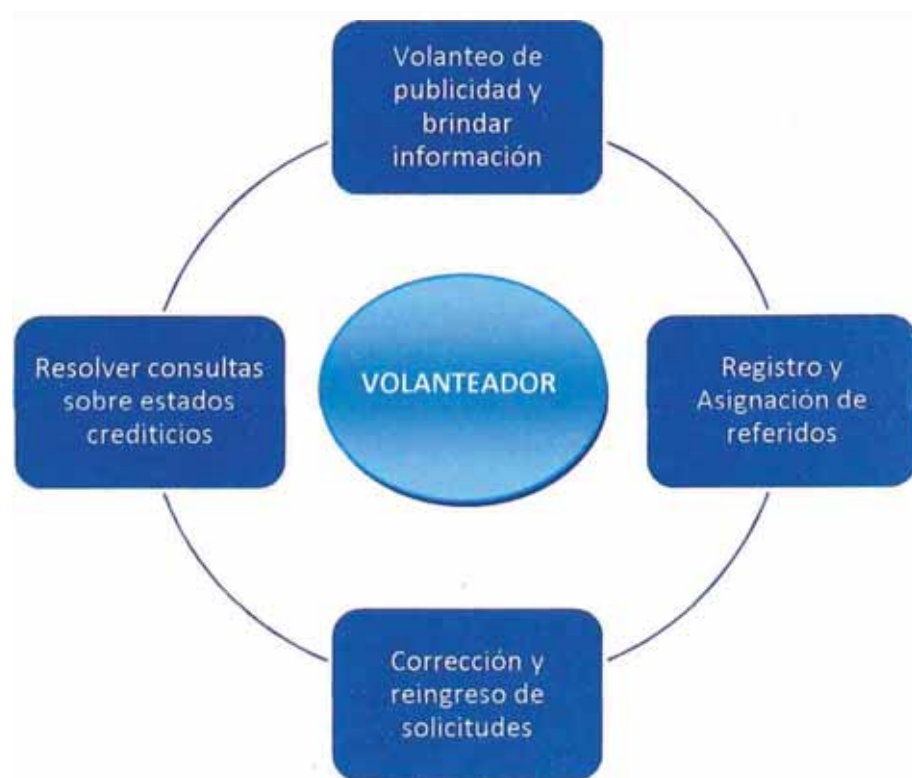 Volanteo de
publicidad y
brindar
información
Resolver consultas
sobre estados
crediticios
VOLANTEADOR
Registro y
Asignación de
referidos
Corrección y
reingreso de
solicitudes